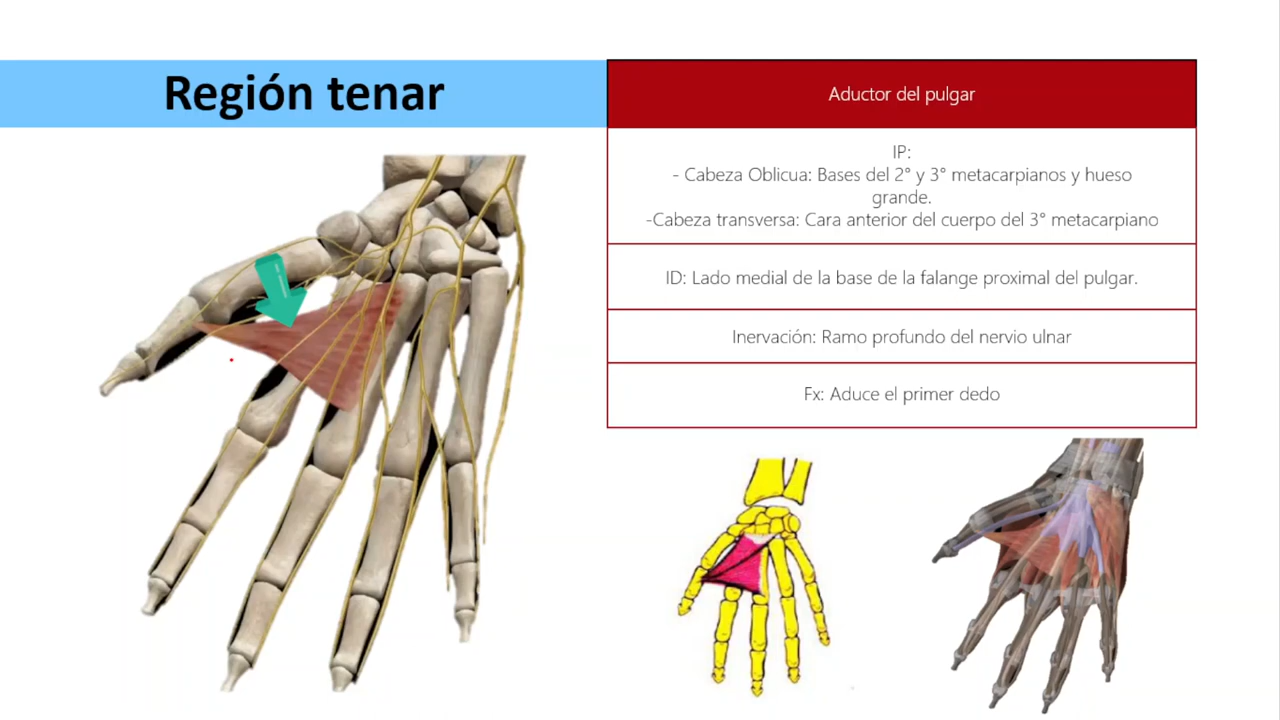 Región tenar
Aductor del pulgar
IP:
- Cabeza Oblicua: Bases del 2° y 3° metacarpianos y hueso
grande.
-Cabeza transversa: Cara anterior del cuerpo del 3° metacarpiano
ID: Lado medial de la base de la falange proximal del pulgar.
Inervación: Ramo profundo del nervio ulnar
Fx: Aduce el primer dedo